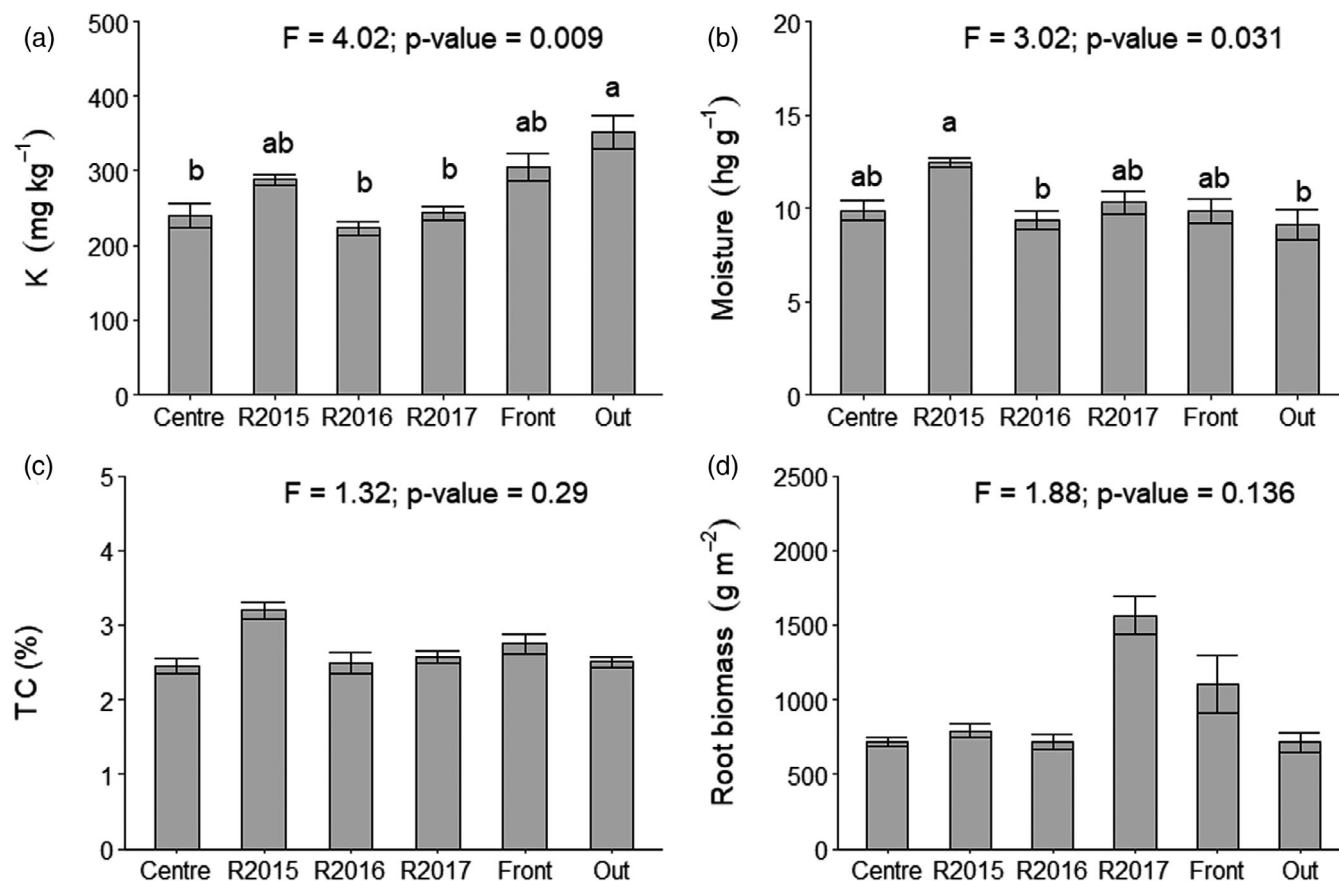 (a)
F = 4.02; p-value = 0.009
K (mg kg⁻¹)
500
400
300
200
100
0
b
ab
b
b
ab
a
Centre R2015 R2016 R2017 Front Out
(b)
F = 3.02; p-value = 0.031
Moisture (hg g⁻¹)
20
15
10
5
0
ab
a
b
ab
ab
b
Centre R2015 R2016 R2017 Front Out
(c)
F = 1.32; p-value = 0.29
TC (%)
5
4
3
2
1
0
Centre R2015 R2016 R2017 Front Out
(d)
F = 1.88; p-value = 0.136
Root biomass (g m⁻²)
2500
2000
1500
1000
500
0
Centre R2015 R2016 R2017 Front Out